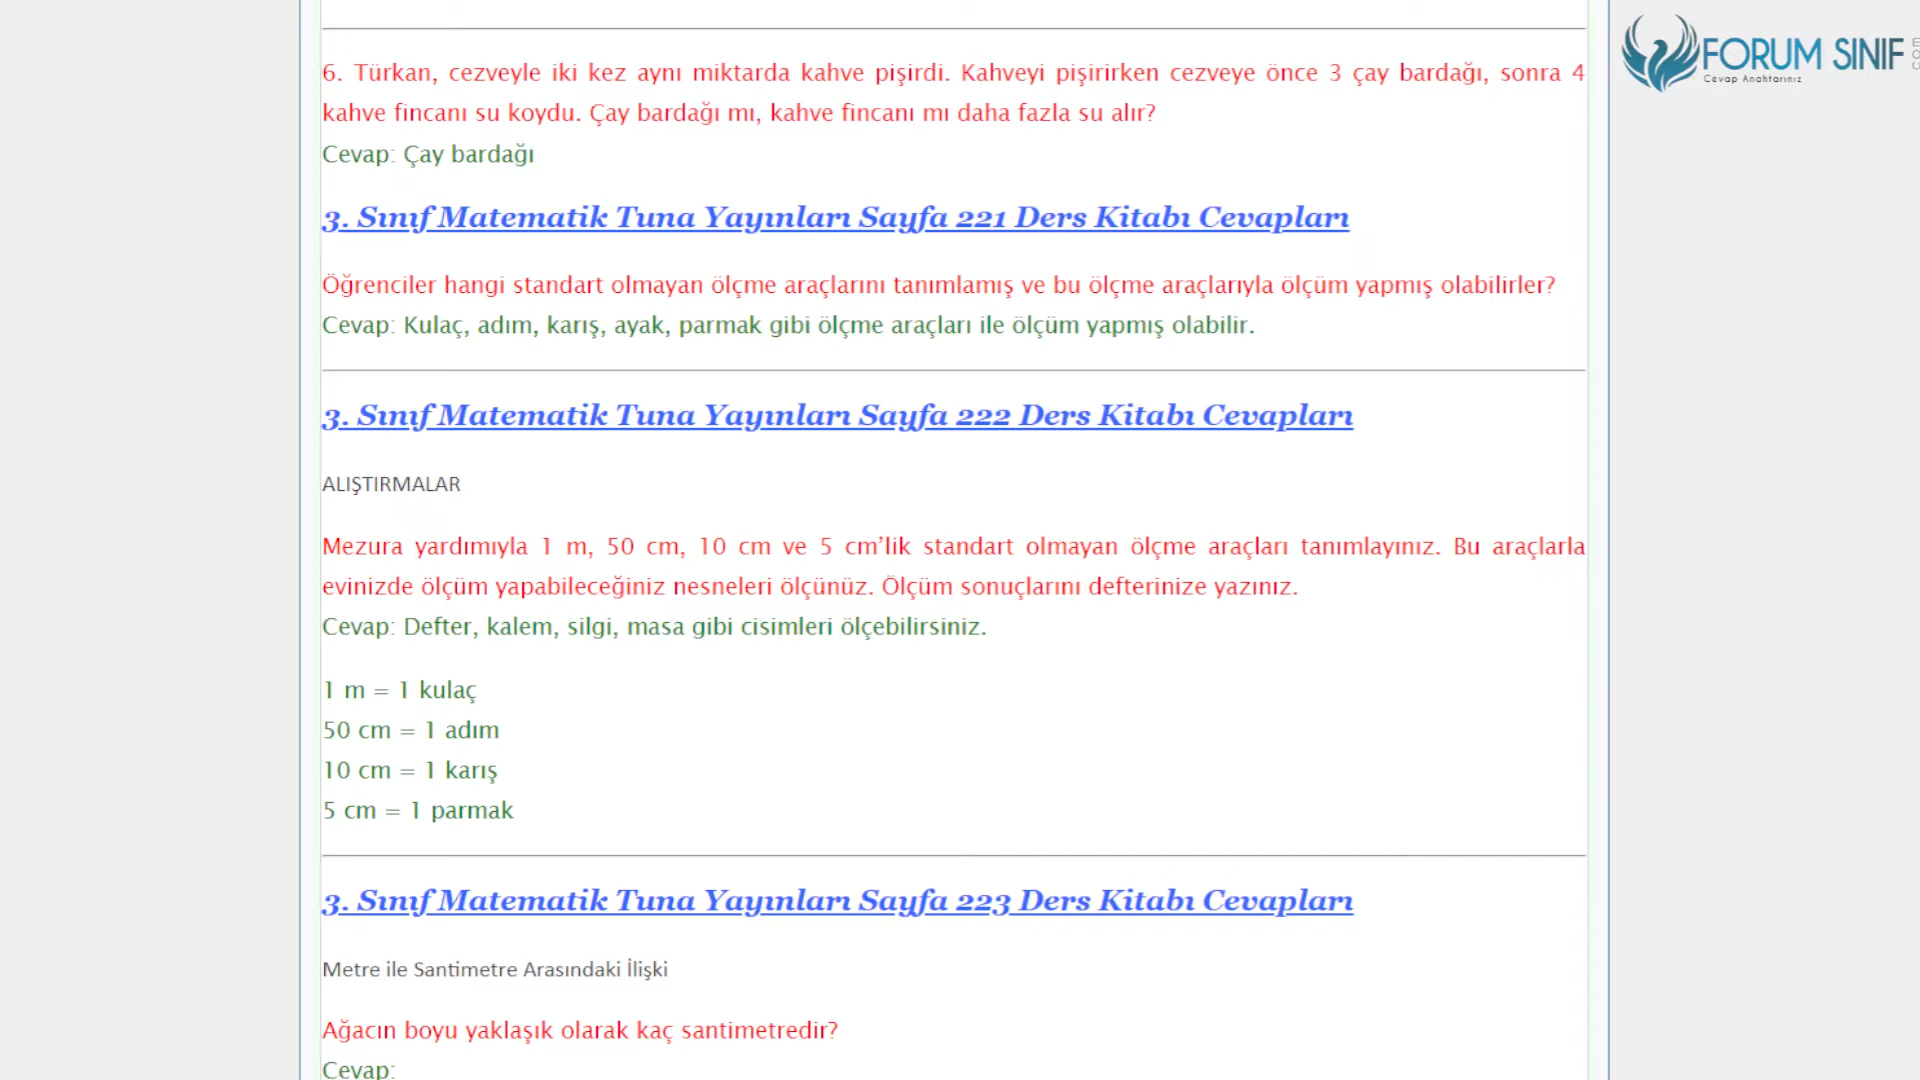 FORUM SINIF
Cevap Anahtarınız
com
6. Türkan, cezveyle iki kez aynı miktarda kahve pişirdi. Kahveyi pişirirken cezveye önce 3 çay bardağı, sonra 4
kahve fincanı su koydu. Çay bardağı mı, kahve fincanı mı daha fazla su alır?
Cevap: Çay bardağı
3. Sınıf Matematik Tuna Yayınları Sayfa 221 Ders Kitabı Cevapları
Öğrenciler hangi standart olmayan ölçme araçlarını tanımlamış ve bu ölçme araçlarıyla ölçüm yapmış olabilirler?
Cevap: Kulaç, adım, karış, ayak, parmak gibi ölçme araçları ile ölçüm yapmış olabilir.
3. Sınıf Matematik Tuna Yayınları Sayfa 222 Ders Kitabı Cevapları
ALIŞTIRMALAR
Mezura yardımıyla 1 m, 50 cm, 10 cm ve 5 cm’lik standart olmayan ölçme araçları tanımlayınız. Bu araçlarla
evinizde ölçüm yapabileceğiniz nesneleri ölçünüz. Ölçüm sonuçlarını defterinize yazınız.
Cevap: Defter, kalem, silgi, masa gibi cisimleri ölçebilirsiniz.
1 m = 1 kulaç
50 cm = 1 adım
10 cm = 1 karış
5 cm = 1 parmak
3. Sınıf Matematik Tuna Yayınları Sayfa 223 Ders Kitabı Cevapları
Metre ile Santimetre Arasındaki İlişki
Ağacın boyu yaklaşık olarak kaç santimetredir?
Cevap: